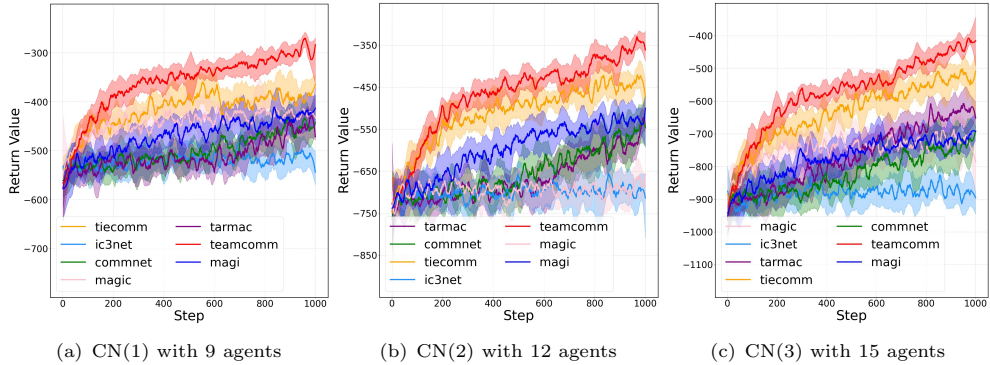 −300
−400
−500
−600
−700
Return Value
tiecomm
ic3net
commnet
magic
tarmac
teamcomm
magi
0 200 400 600 800 1000
Step
(a) CN(1) with 9 agents
−350
−450
−550
−650
−750
−850
Return Value
tarmac
commnet
tiecomm
ic3net
teamcomm
magic
magi
0 200 400 600 800 1000
Step
(b) CN(2) with 12 agents
−400
−500
−600
−700
−800
−900
−1000
−1100
Return Value
magic
ic3net
tarmac
tiecomm
commnet
teamcomm
magi
0 200 400 600 800 1000
Step
(c) CN(3) with 15 agents